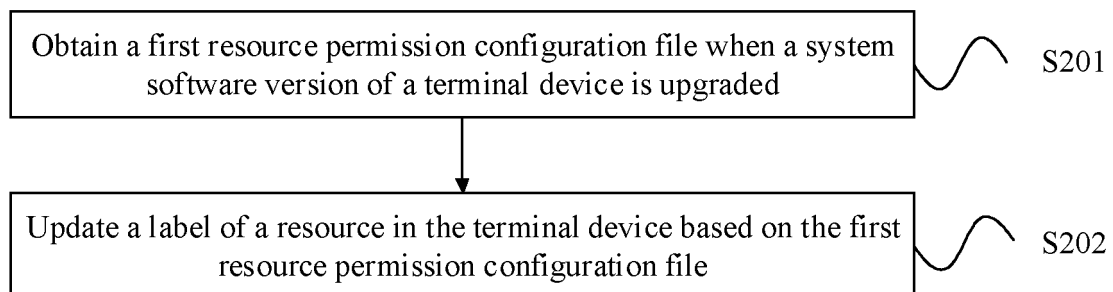 Obtain a first resource permission configuration file when a system
software version of a terminal device is upgraded
S201
Update a label of a resource in the terminal device based on the first
resource permission configuration file
S202